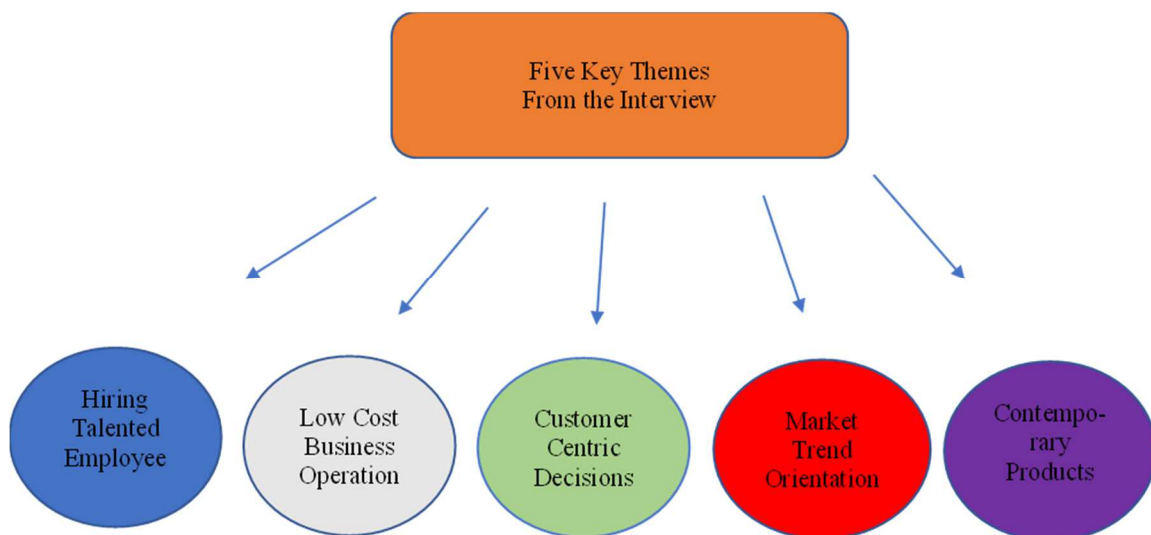 Five Key Themes
From the Interview
Hiring
Talented
Employee
Low Cost
Business
Operation
Customer
Centric
Decisions
Market
Trend
Orientation
Contempo-
rary
Products